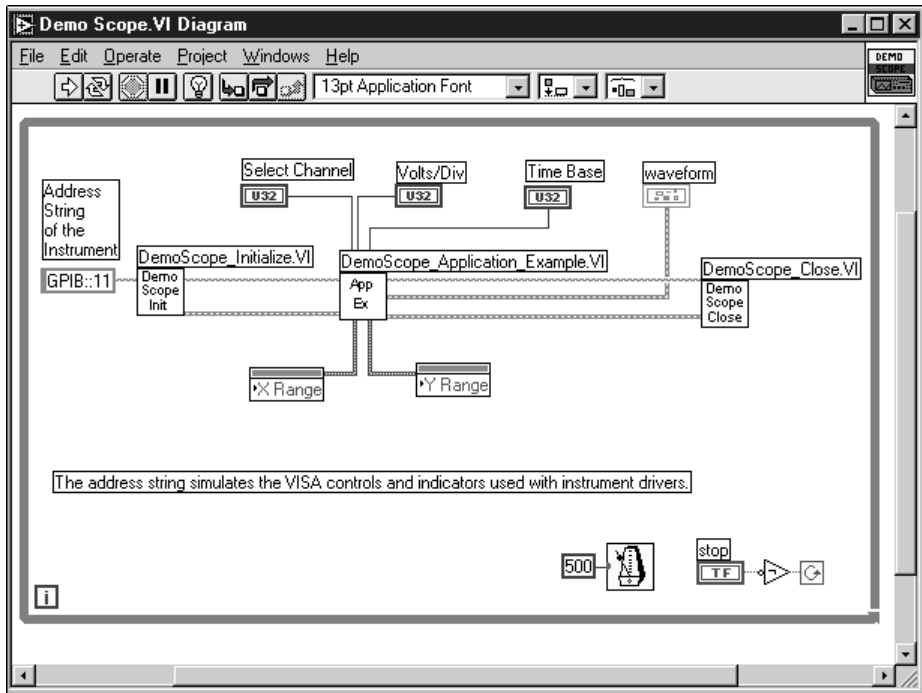 Demo Scope.VI Diagram
File Edit Operate Project Windows Help
DEMO
SCOPE
13pt Application Font
Select Channel
U32
Volts/Div
U32
Time Base
U32
waveform
Address
String
of the
Instrument
GPIB::11
DemoScope_Initialize.VI
Demo
Scope
Init
DemoScope_Application_Example.VI
App
Ex
DemoScope_Close.VI
Demo
Scope
Close
X Range
Y Range
The address string simulates the VISA controls and indicators used with instrument drivers.
500
stop
TF
i